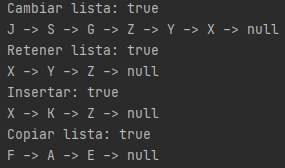 Cambiar lista: true
J -> S -> G -> Z -> Y -> X -> null
Retener lista: true
X -> Y -> Z -> null
Insertar: true
X -> K -> Z -> null
Copiar lista: true
F -> A -> E -> null